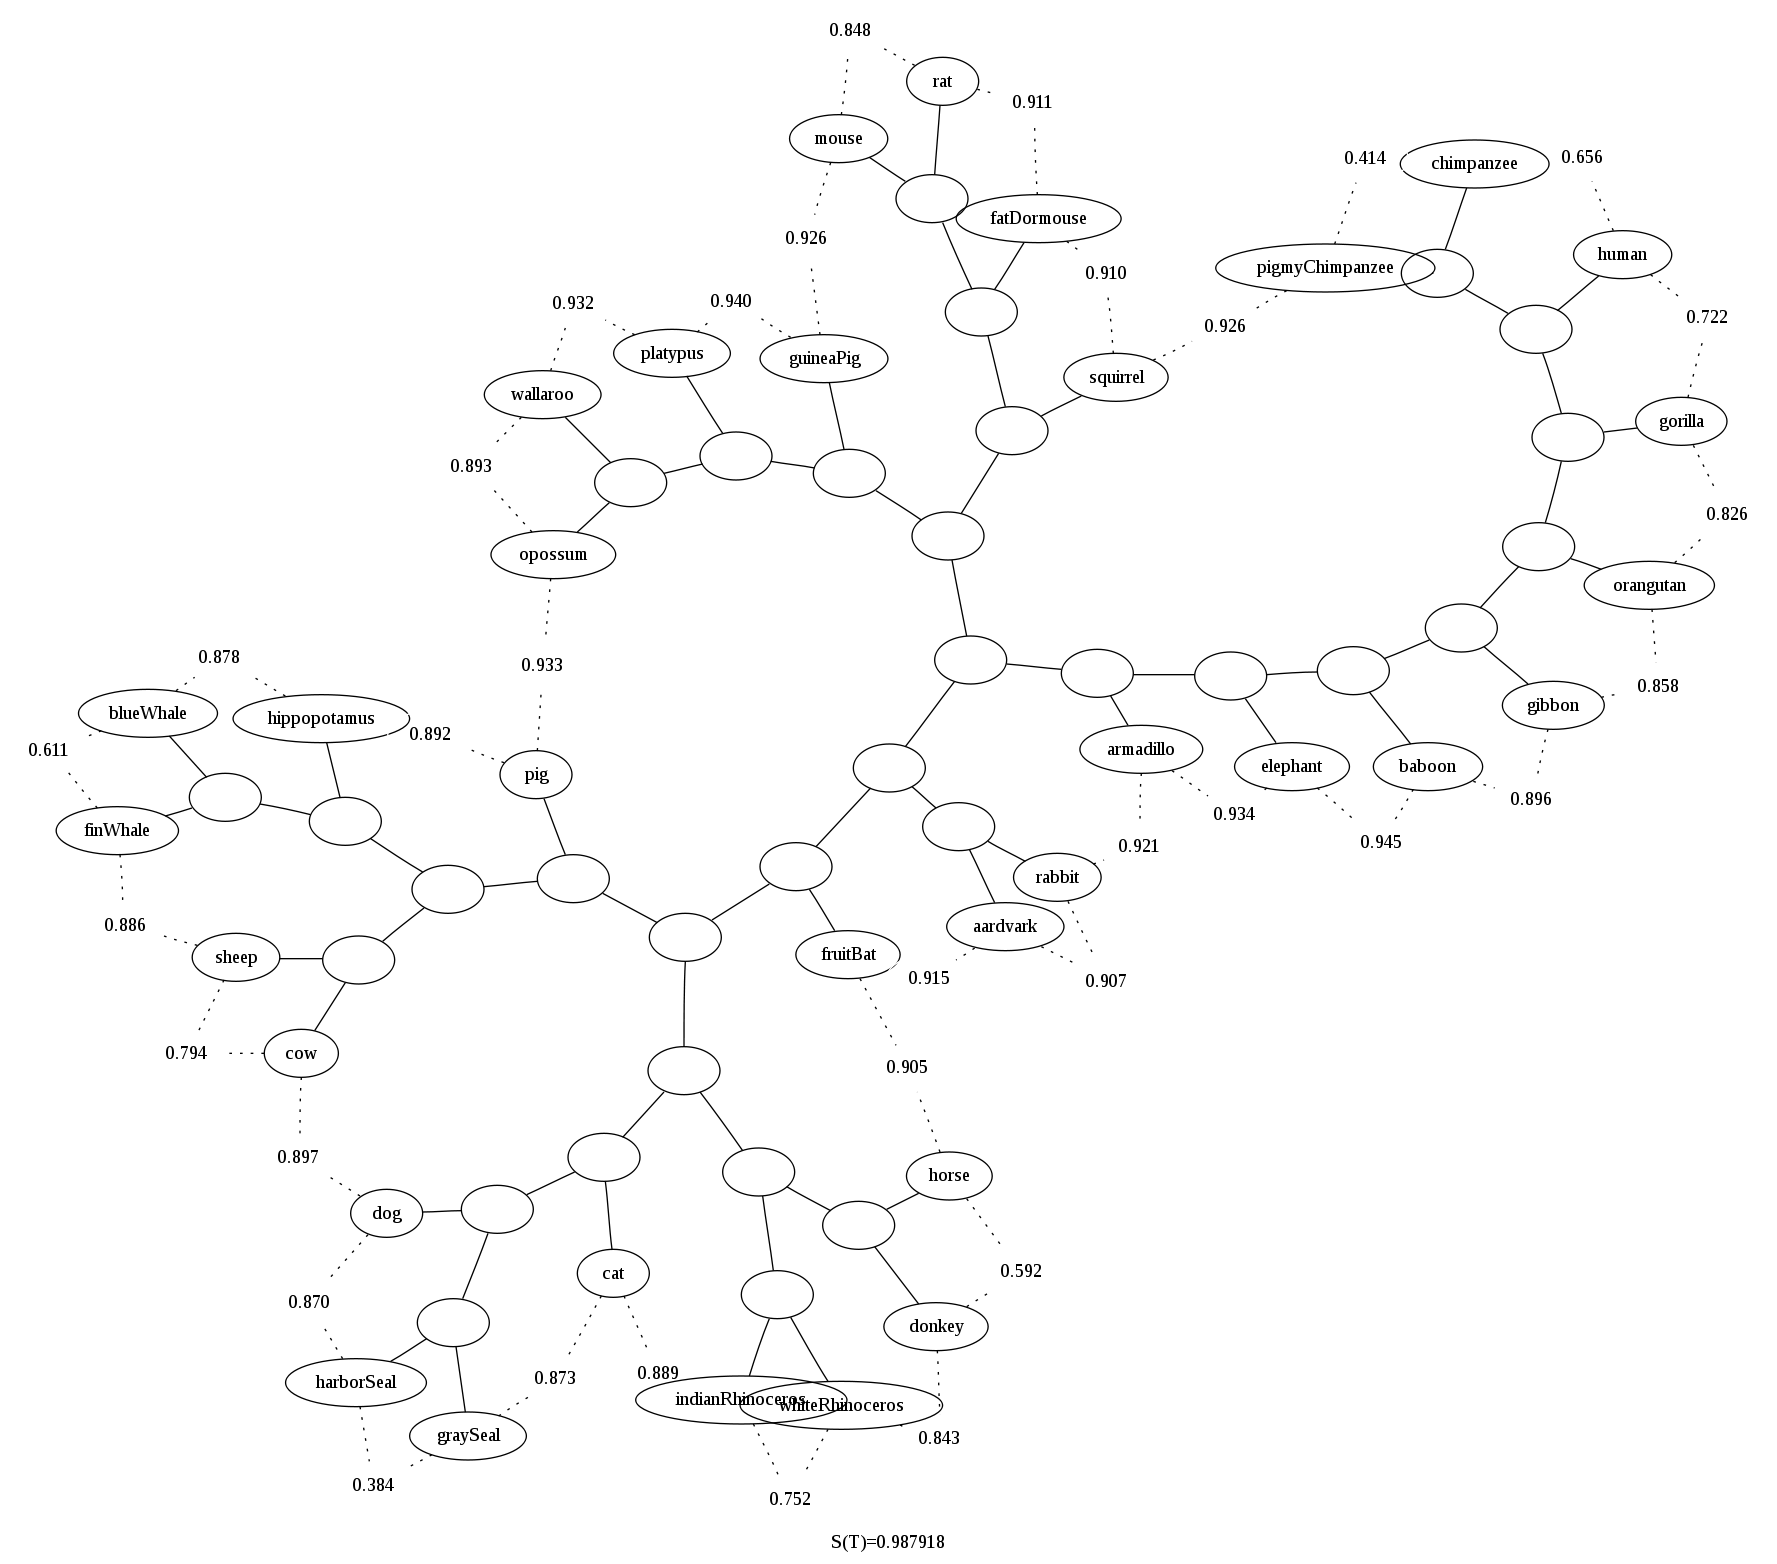 0.848
rat
0.911
mouse
0.414
chimpanzee
0.656
fatDormouse
0.926
human
pigmyChimpanzee
0.910
0.932
0.940
0.722
0.926
platypus
guineaPig
squirrel
wallaroo
gorilla
0.893
0.826
opossum
orangutan
0.878
0.933
0.858
blueWhale
hippopotamus
gibbon
0.611
0.892
armadillo
pig
elephant
baboon
0.896
finWhale
0.934
0.945
0.921
rabbit
0.886
aardvark
sheep
fruitBat
0.915
0.907
0.794
cow
0.905
0.897
horse
dog
cat
0.592
0.870
donkey
harborSeal
0.873
0.889
indianRhinoceros
whiteRhinoceros
graySeal
0.843
0.384
0.752
S(T)=0.987918